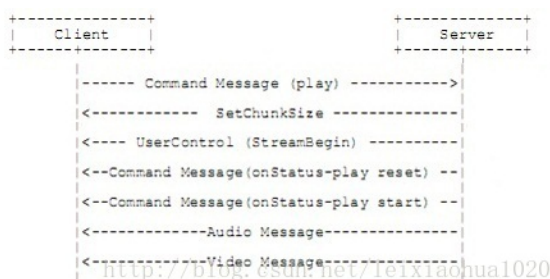 Client Server
Command Message (play)
SetChunkSize
UserControl (StreamBegin)
Command Message(onStatus-play reset)
Command Message(onStatus-play start)
Audio Message
Video Message
http://blog.csdn.net/leixiaohua1020